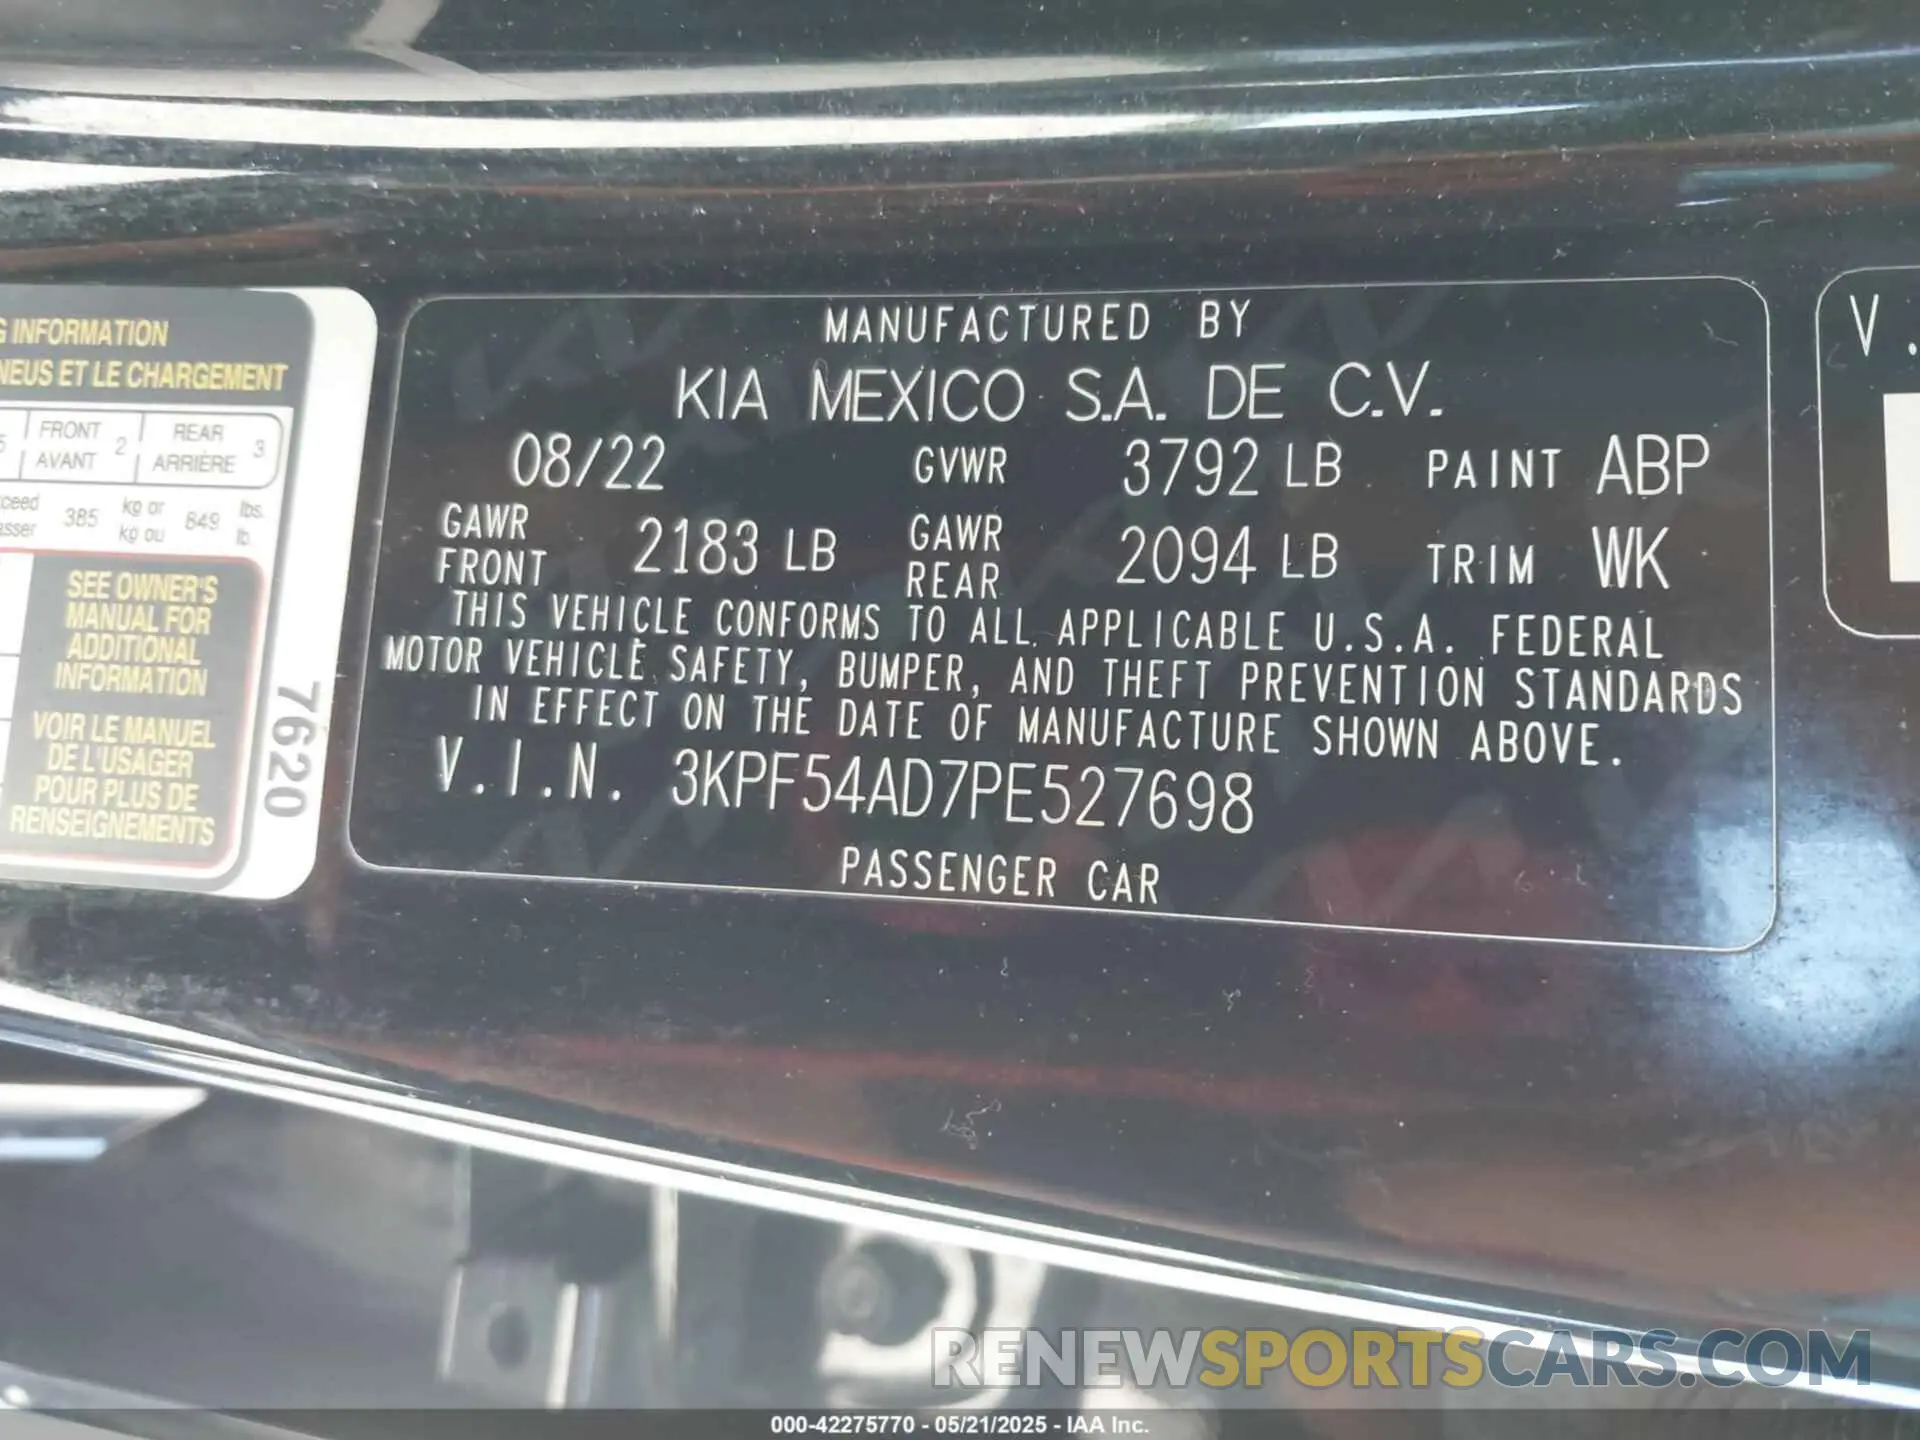 G INFORMATION
NEUS ET LE CHARGEMENT
5 FRONT AVANT 2 REAR ARRIÈRE 3
385 kg or kg ou 849 lbs. lb
SEE OWNER'S
MANUAL FOR
ADDITIONAL
INFORMATION
VOIR LE MANUEL
DE L'USAGER
POUR PLUS DE
RENSEIGNEMENTS
7620
MANUFACTURED BY
KIA MEXICO S.A. DE C.V.
08/22 GVWR 3792 LB PAINT ABP
GAWR FRONT 2183 LB GAWR REAR 2094 LB TRIM WK
THIS VEHICLE CONFORMS TO ALL APPLICABLE U.S.A. FEDERAL
MOTOR VEHICLE SAFETY, BUMPER, AND THEFT PREVENTION STANDARDS
IN EFFECT ON THE DATE OF MANUFACTURE SHOWN ABOVE.
V.I.N. 3KPF54AD7PE527698
PASSENGER CAR
V.
RENEWSPORTSCARS.COM
000-42275770 - 05/21/2025 - IAA Inc.